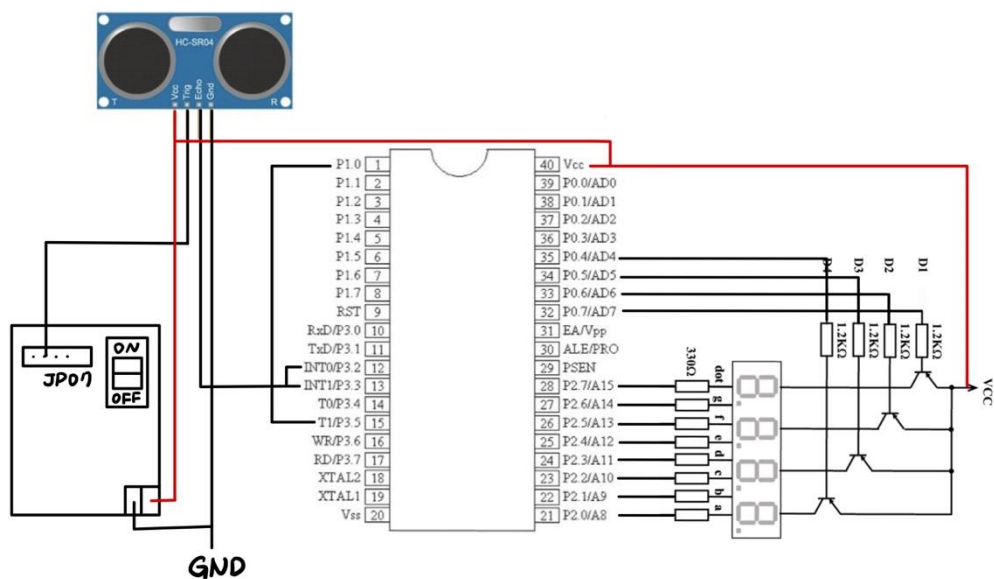 HC-SR04
Vcc
Trig
Echo
Gnd
T
R
P1.0 1
P1.1 2
P1.2 3
P1.3 4
P1.4 5
P1.5 6
P1.6 7
P1.7 8
RST 9
RxD/P3.0 10
TxD/P3.1 11
INT0/P3.2 12
INT1/P3.3 13
T0/P3.4 14
T1/P3.5 15
WR/P3.6 16
RD/P3.7 17
XTAL2 18
XTAL1 19
Vss 20
40 Vcc
39 P0.0/AD0
38 P0.1/AD1
37 P0.2/AD2
36 P0.3/AD3
35 P0.4/AD4
34 P0.5/AD5
33 P0.6/AD6
32 P0.7/AD7
31 EA/Vpp
30 ALE/PRO
29 PSEN
28 P2.7/A15
27 P2.6/A14
26 P2.5/A13
25 P2.4/A12
24 P2.3/A11
23 P2.2/A10
22 P2.1/A9
21 P2.0/A8
D4
D3
D2
D1
1.2KΩ
1.2KΩ
1.2KΩ
1.2KΩ
330Ω
dot
g
f
e
d
c
b
a
VCC
JP07
ON
OFF
GND